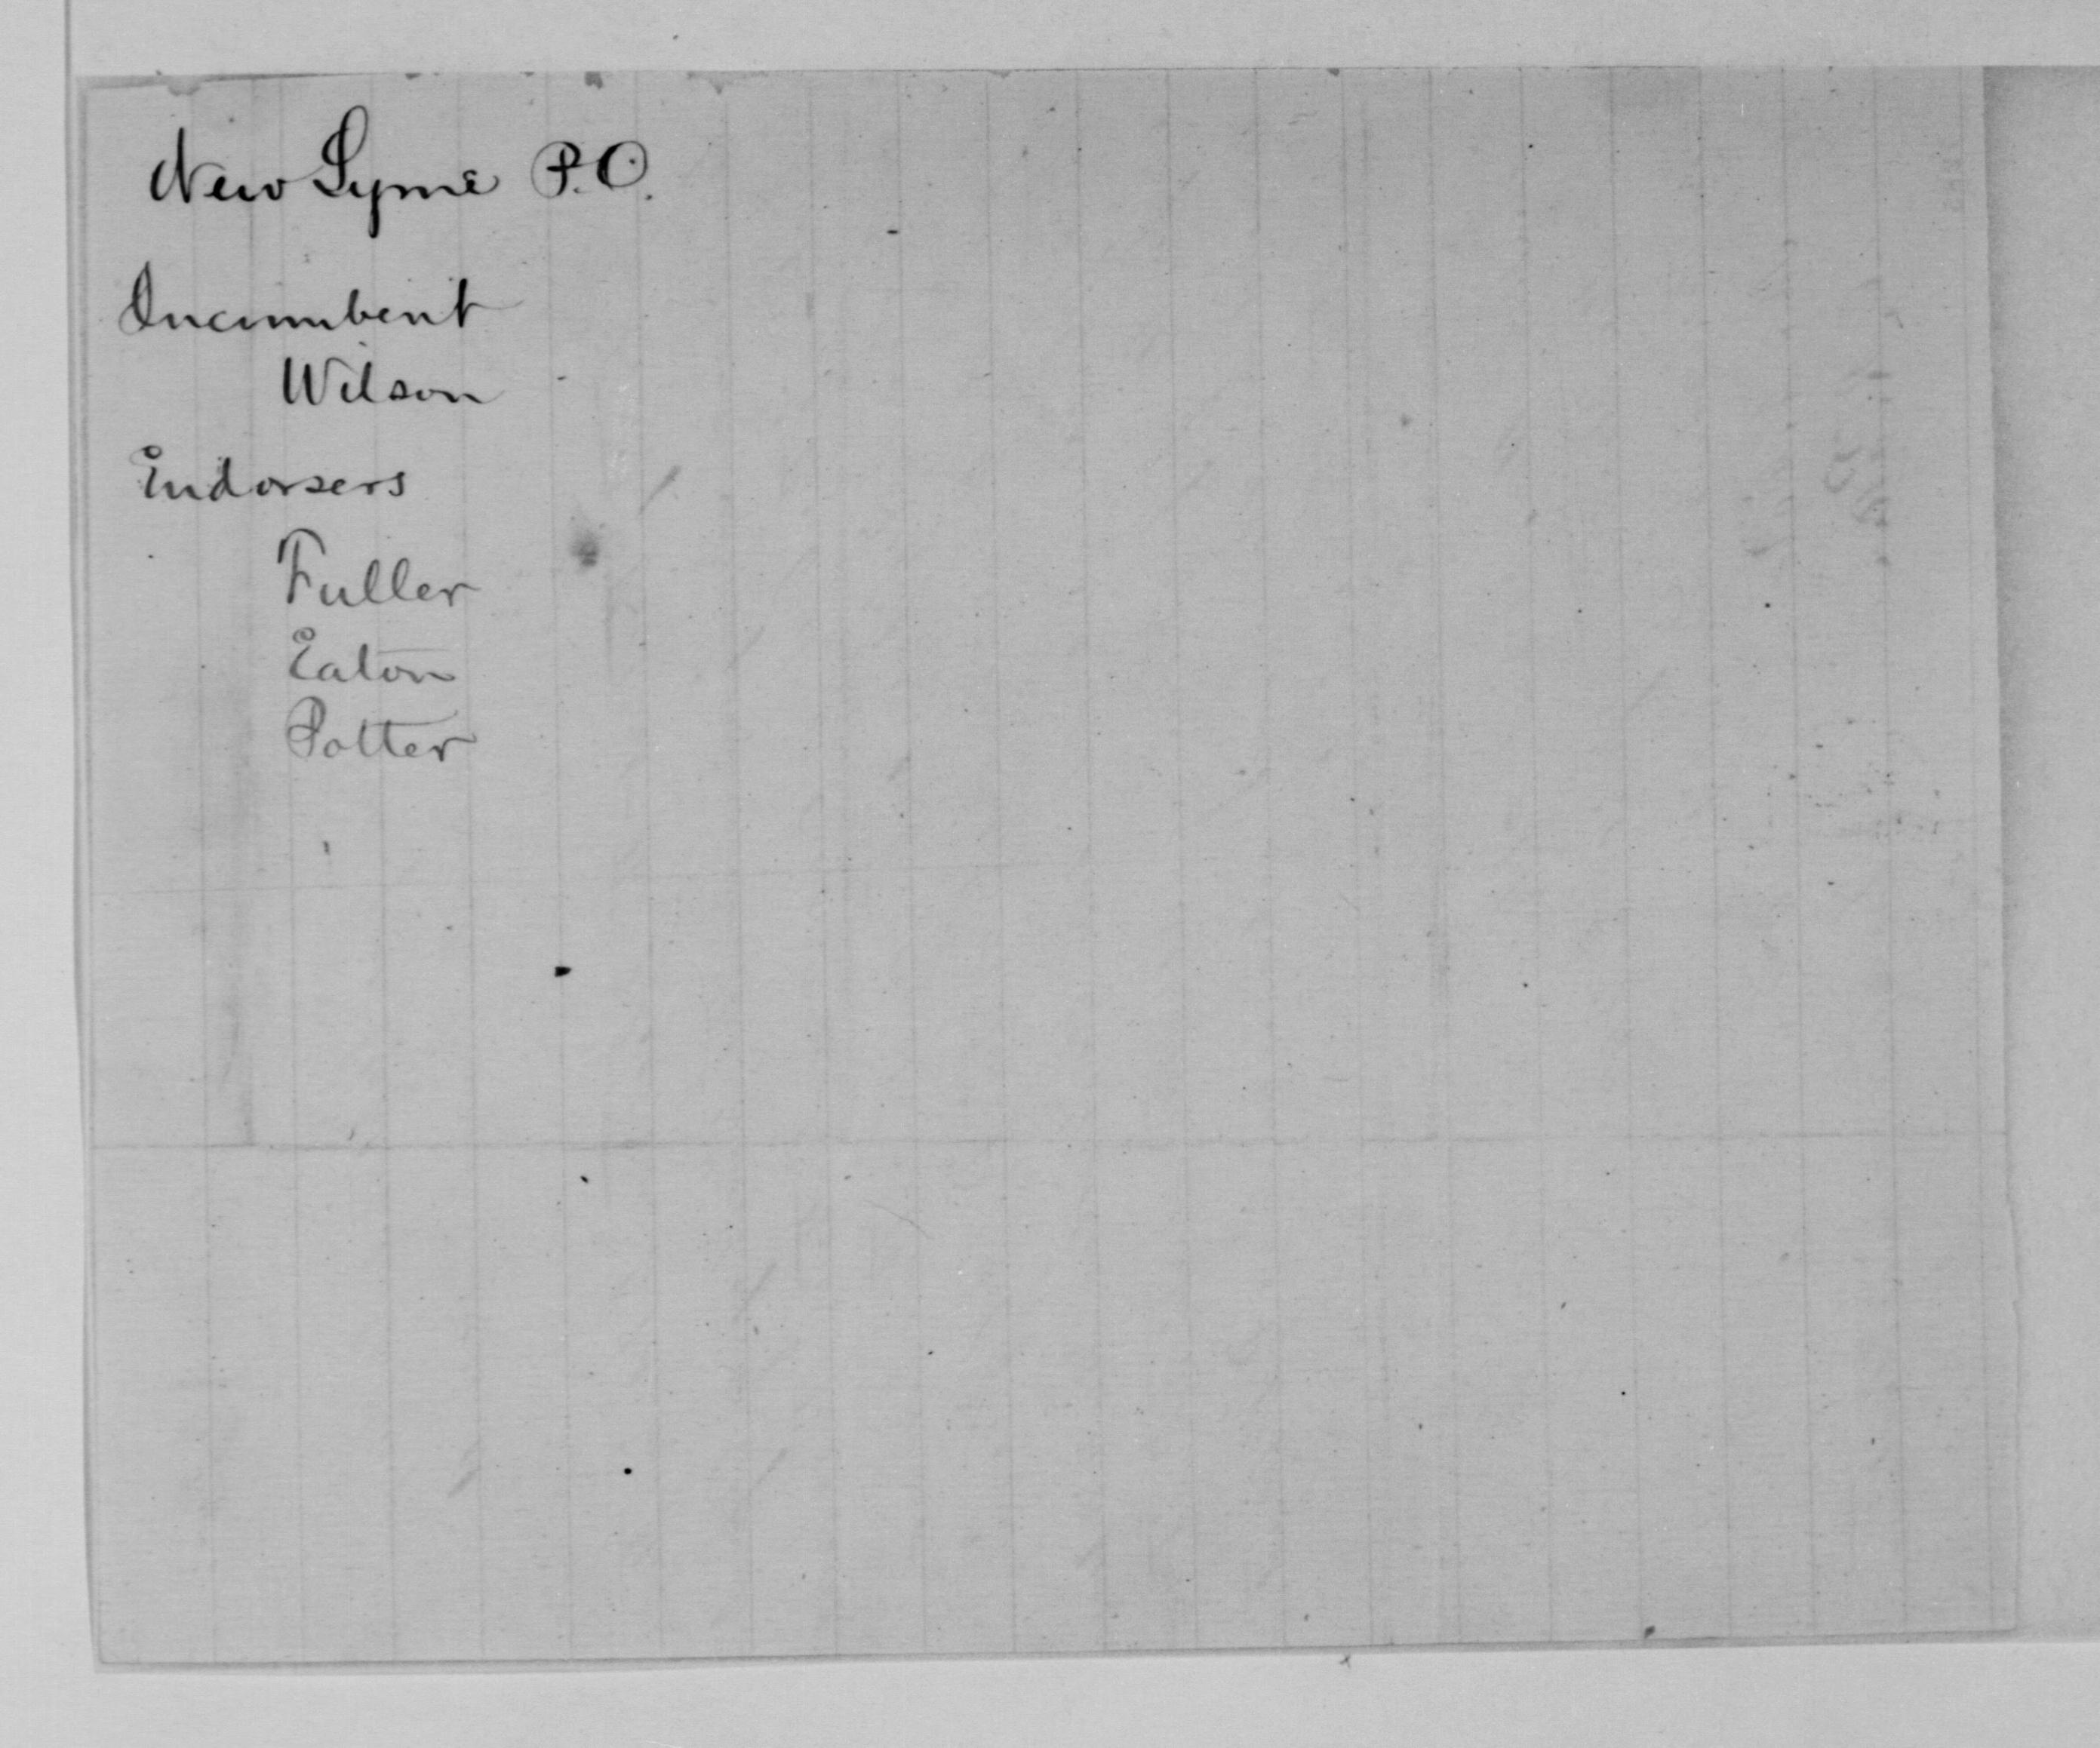 New Lyme P.O.
Incumbent
Wilson
Endorsers
Fuller
Eaton
Potter